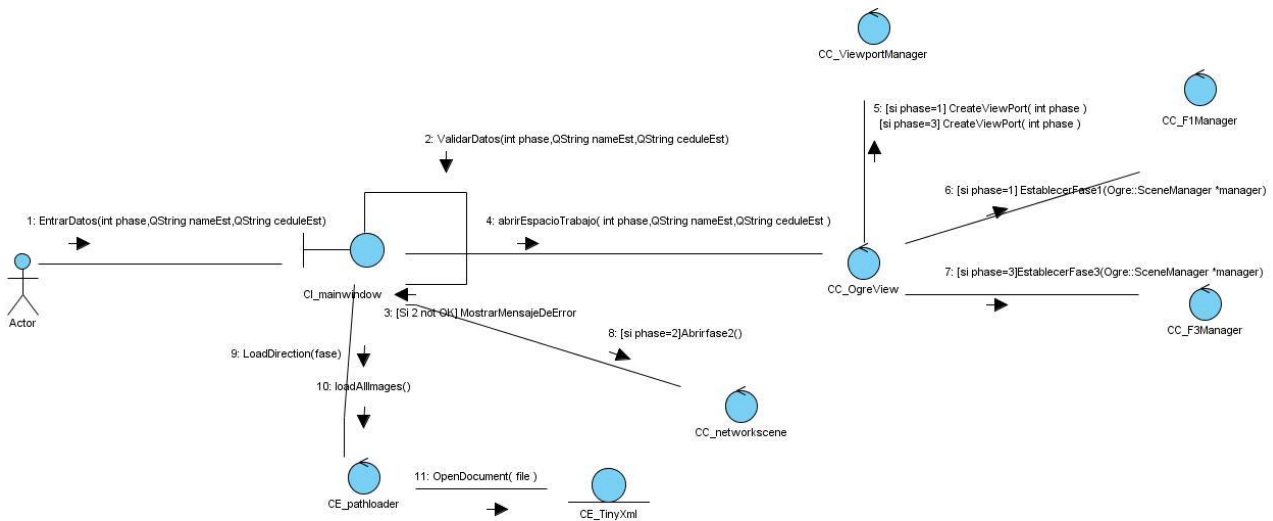 CC_ViewportManager
5: [si phase=1] CreateViewPort( int phase )
[si phase=3] CreateViewPort( int phase )
CC_F1Manager
2: ValidarDatos(int phase,QString nameEst,QString ceduleEst)
6: [si phase=1] EstablecerFase1(Ogre::SceneManager *manager)
1: EntrarDatos(int phase,QString nameEst,QString ceduleEst)
4: abrirEspacioTrabajo( int phase,QString nameEst,QString ceduleEst )
CI_mainwindow
CC_OgreView
7: [si phase=3]EstablecerFase3(Ogre::SceneManager *manager)
Actor
3: [Si 2 not OK] MostrarMensajeDeError
CC_F3Manager
8: [si phase=2]Abrirfase2()
9: LoadDirection(fase)
10: loadAllImages()
CC_networkscene
11: OpenDocument( file )
CE_pathloader
CE_TinyXml